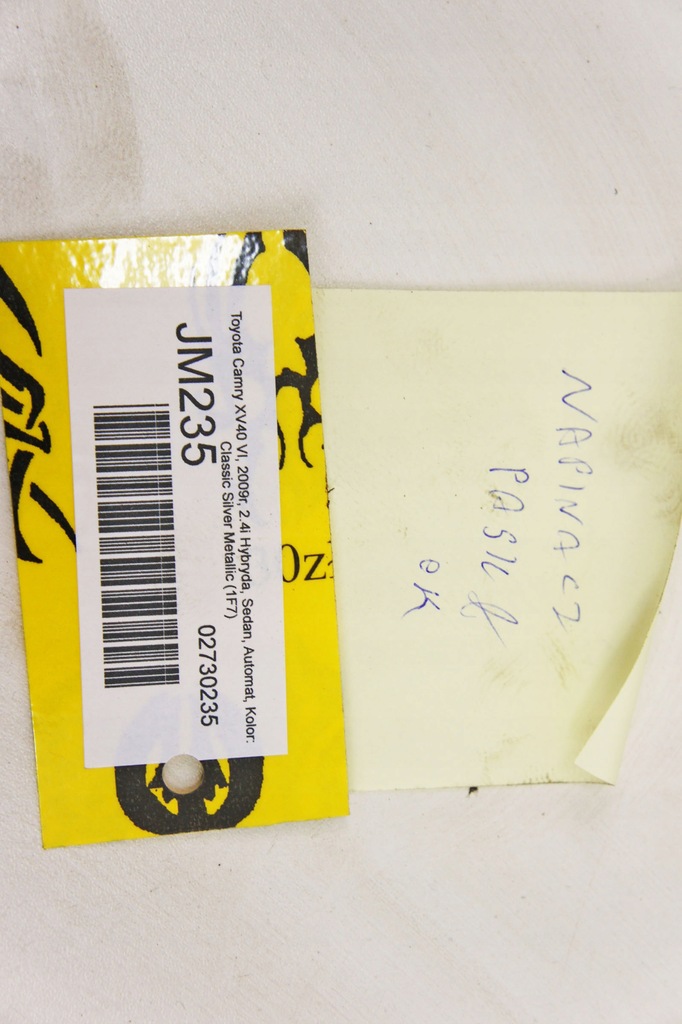 Toyota Camry XV40 VI, 2009r, 2.4i Hybryda, Sedan, Automat, Kolor:
Classic Silver Metallic (1F7)
JM235
02730235
NAPINACZ
PASKA
OK